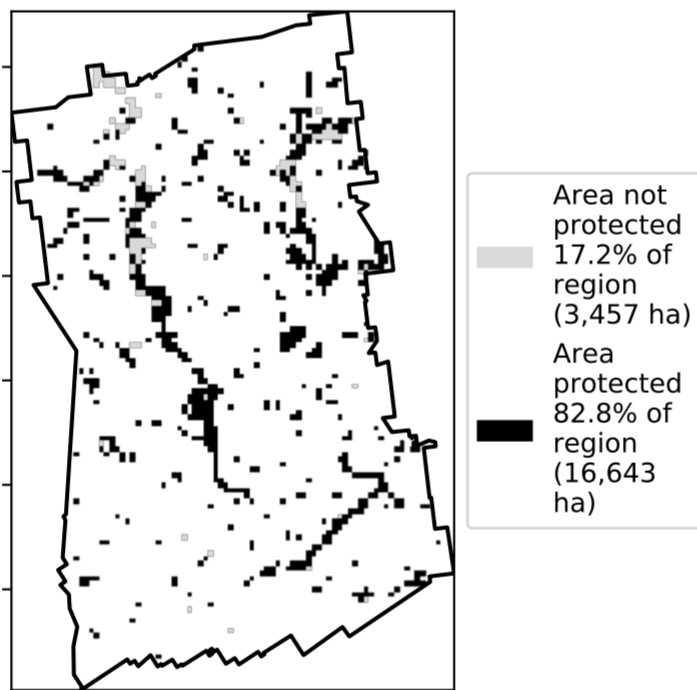 Area not
protected
17.2% of
region
(3,457 ha)
Area
protected
82.8% of
region
(16,643
ha)